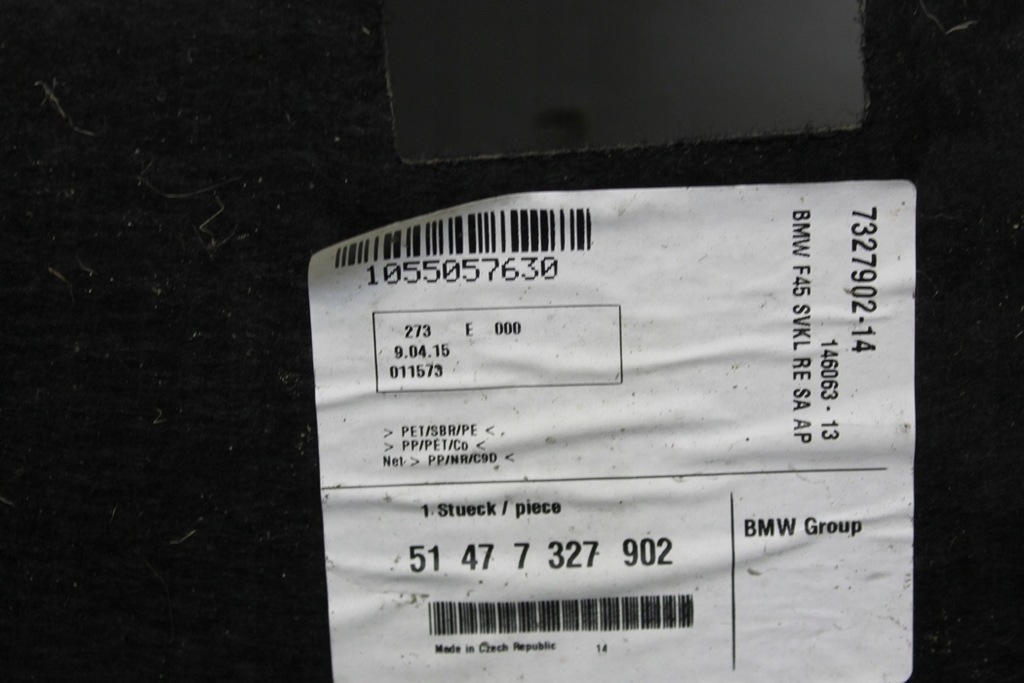 1055057630
273 E 000
9.04.15
011573
> PET/SBR/PE <
> PP/PET/Co <
Net > PP/NR/C9D <
7327902-14
146063 - 13
BMW F45 SVKL RE SA AP
1 Stueck / piece
51 47 7 327 902
Made in Czech Republic 14
BMW Group